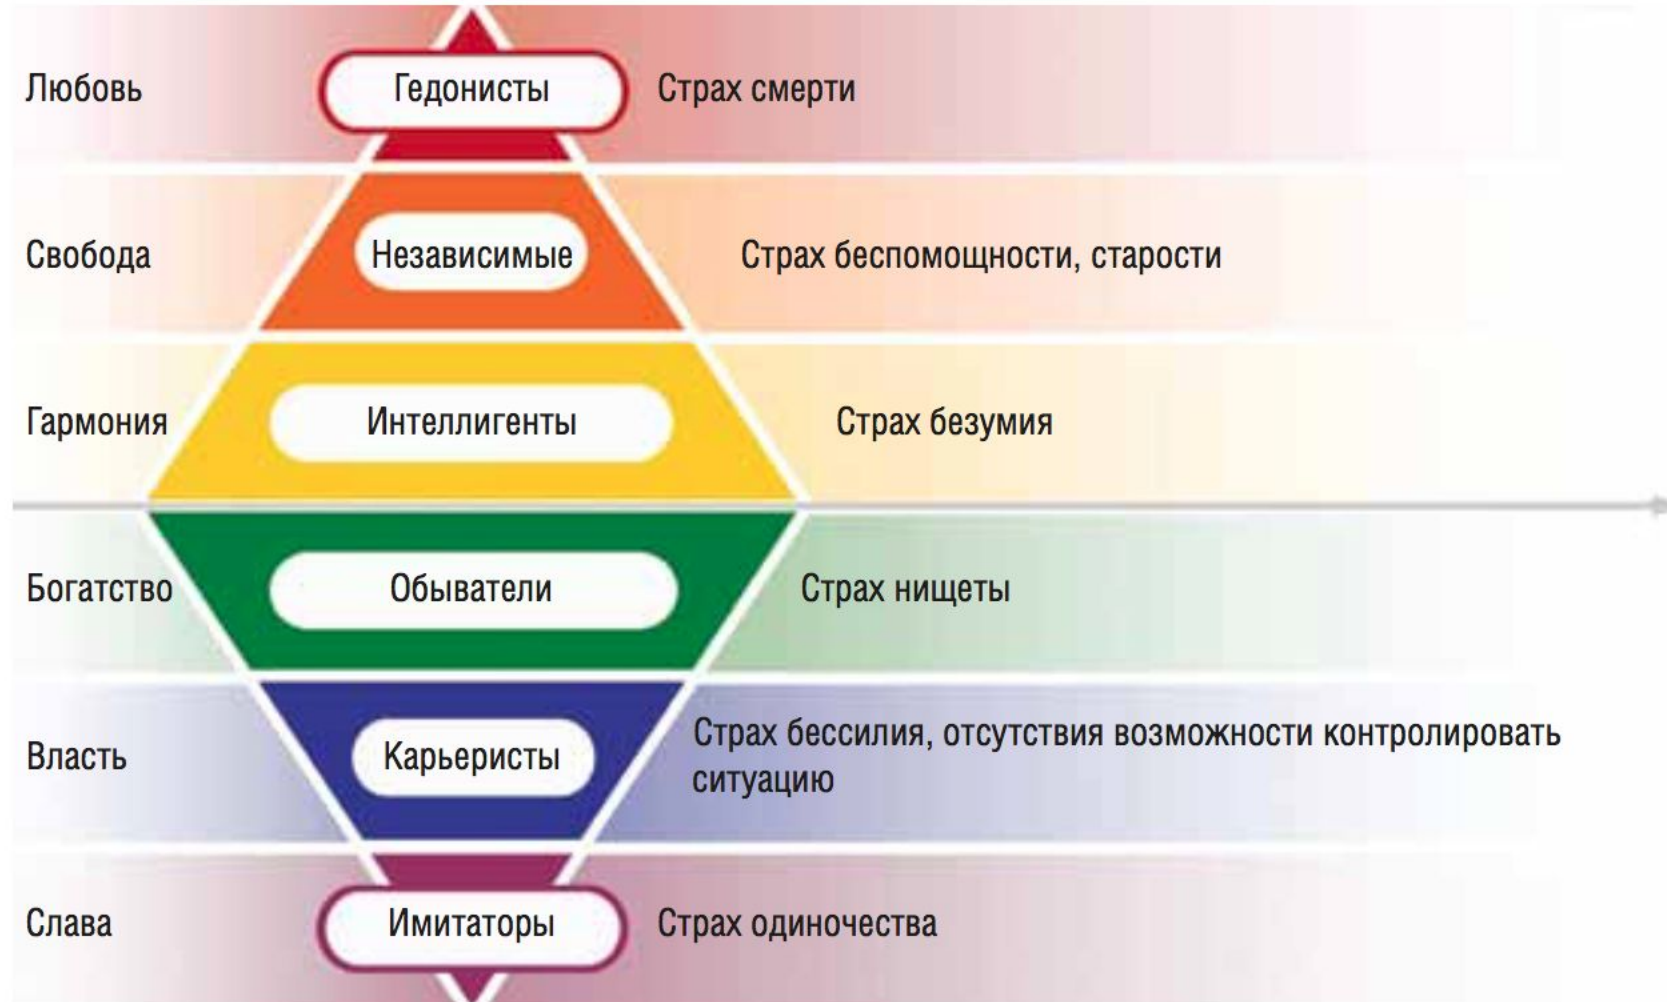 Любовь Гедонисты Страх смерти
Свобода Независимые Страх беспомощности, старости
Гармония Интеллигенты Страх безумия
Богатство Обыватели Страх нищеты
Власть Карьеристы Страх бессилия, отсутствия возможности контролировать
ситуацию
Слава Имитаторы Страх одиночества